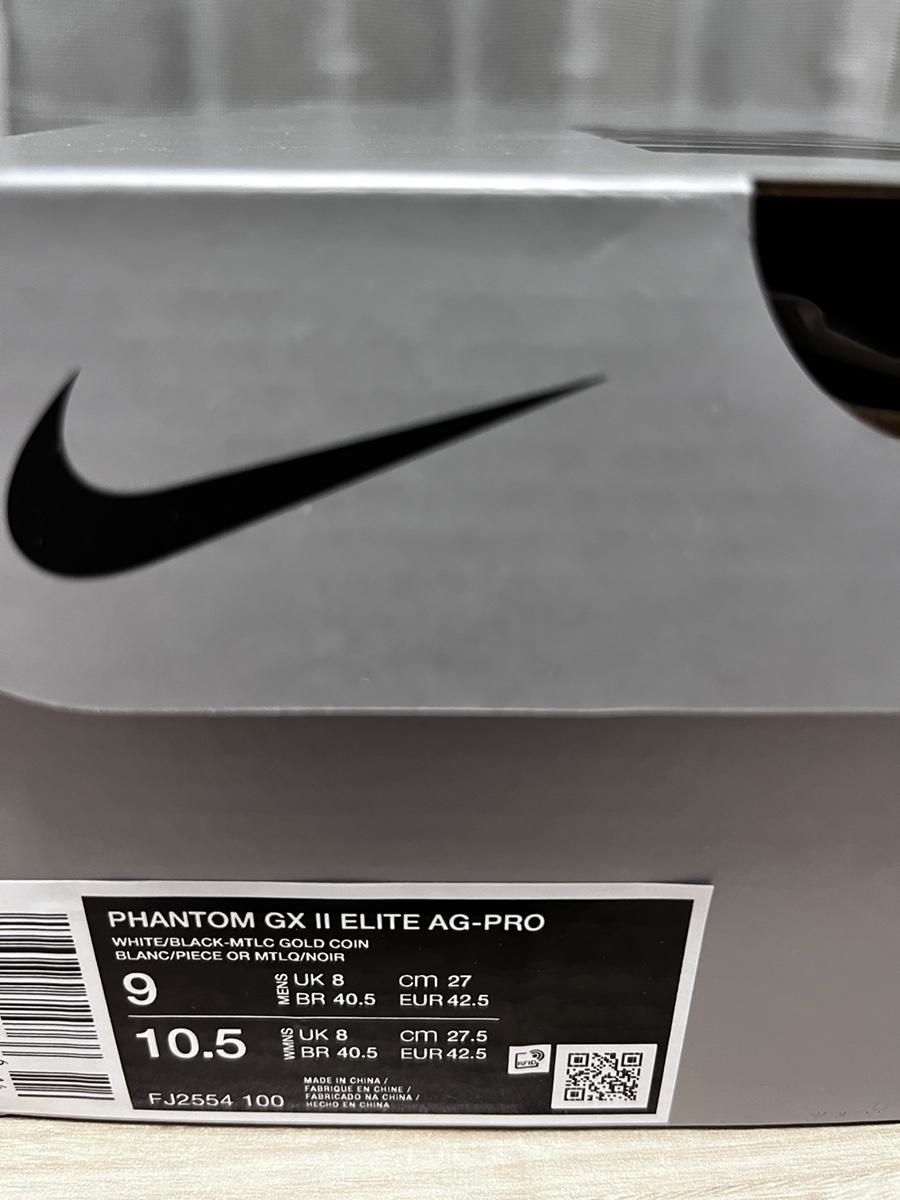 PHANTOM GX II ELITE AG-PRO
WHITE/BLACK-MTLC GOLD COIN
BLANC/PIECE OR MTLQ/NOIR
9 MENS UK 8 CM 27
BR 40.5 EUR 42.5
10.5 WMNS UK 8 CM 27.5
BR 40.5 EUR 42.5
RFID
MADE IN CHINA /
FABRIQUE EN CHINE /
FABRICADO NA CHINA /
HECHO EN CHINA
FJ2554 100